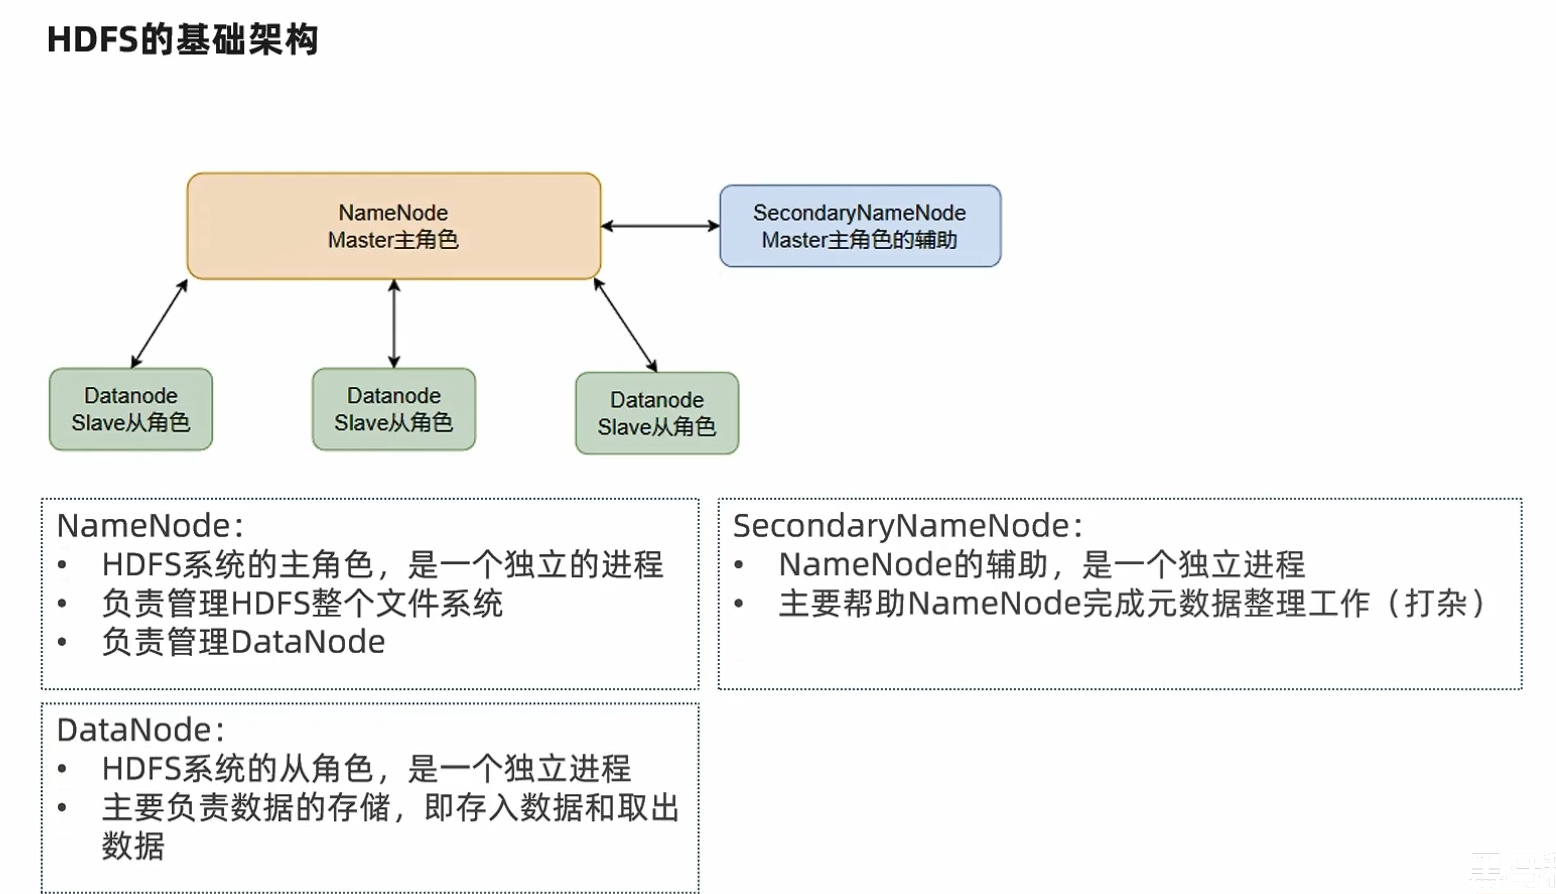 HDFS的基础架构
NameNode
Master主角色
SecondaryNameNode
Master主角色的辅助
Datanode
Slave从角色
Datanode
Slave从角色
Datanode
Slave从角色
NameNode：
• HDFS系统的主角色，是一个独立的进程
• 负责管理HDFS整个文件系统
• 负责管理DataNode
SecondaryNameNode：
• NameNode的辅助，是一个独立进程
• 主要帮助NameNode完成元数据整理工作（打杂）
DataNode：
• HDFS系统的从角色，是一个独立进程
• 主要负责数据的存储，即存入数据和取出
数据